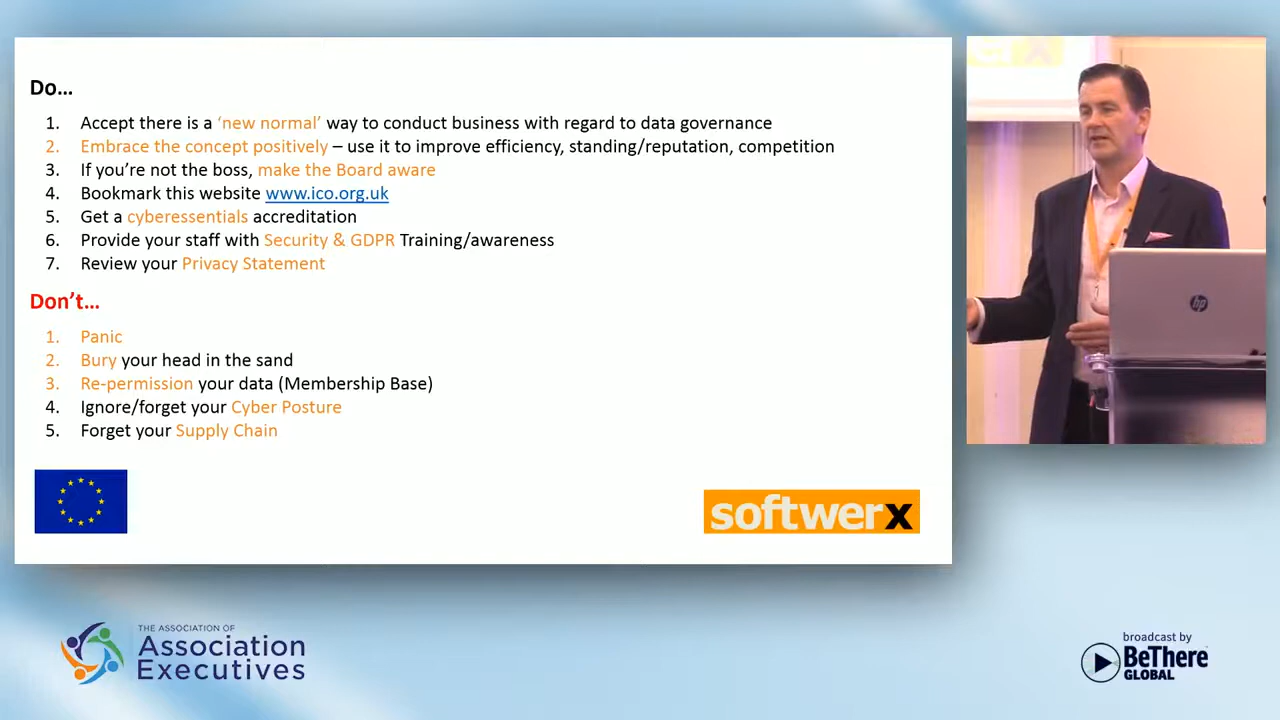 Do...
1. Accept there is a ‘new normal’ way to conduct business with regard to data governance
2. Embrace the concept positively – use it to improve efficiency, standing/reputation, competition
3. If you’re not the boss, make the Board aware
4. Bookmark this website www.ico.org.uk
5. Get a cyberessentials accreditation
6. Provide your staff with Security & GDPR Training/awareness
7. Review your Privacy Statement
Don’t...
1. Panic
2. Bury your head in the sand
3. Re-permission your data (Membership Base)
4. Ignore/forget your Cyber Posture
5. Forget your Supply Chain
softwerx
hp
THE ASSOCIATION OF
Association
Executives
broadcast by
BeThere
GLOBAL